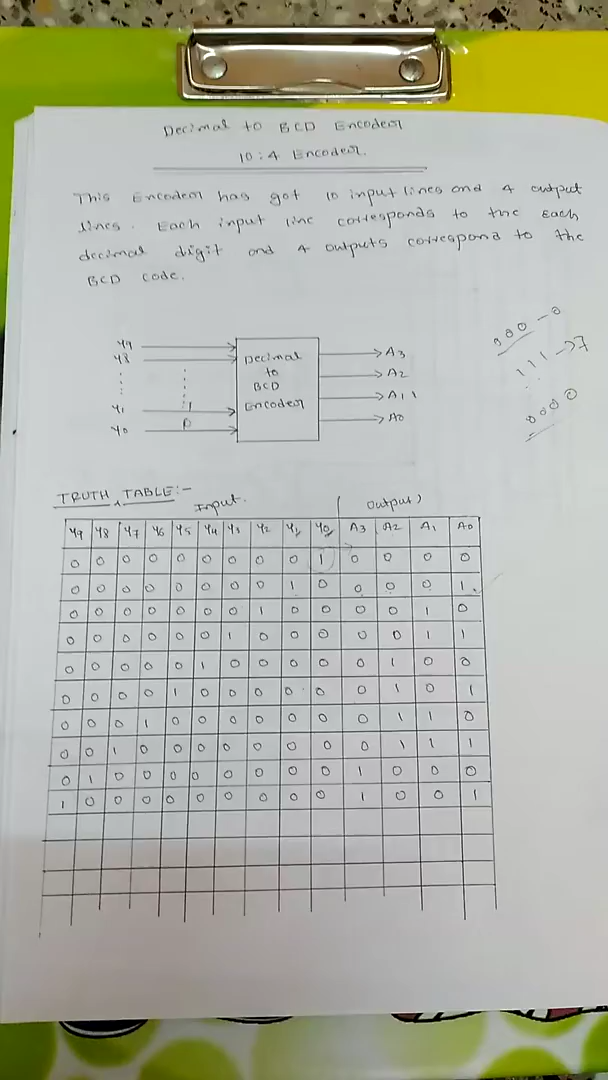 Decimal to BCD Encoder
10:4 Encoder.
This Encoder has got 10 input lines and 4 output
lines. Each input line corresponds to the Each
decimal digit and 4 outputs correspond to the
BCD code.
Y9
Y8
Y1
Y0
Decimal
to
BCD
Encoder
A3
A2
A1
A0
000-0
111->7
0000
TRUTH TABLE:-
Input.
(Output)
Y9 Y8 Y7 Y6 Y5 Y4 Y3 Y2 Y1 Y0 A3 A2 A1 A0
0 0 0 0 0 0 0 0 0 1 0 0 0 0
0 0 0 0 0 0 0 0 1 0 0 0 0 1
0 0 0 0 0 0 0 1 0 0 0 0 1 0
0 0 0 0 0 0 1 0 0 0 0 0 1 1
0 0 0 0 0 1 0 0 0 0 0 1 0 0
0 0 0 0 1 0 0 0 0 0 0 1 0 1
0 0 0 1 0 0 0 0 0 0 0 1 1 0
0 0 1 0 0 0 0 0 0 0 0 1 1 1
0 1 0 0 0 0 0 0 0 0 1 0 0 0
1 0 0 0 0 0 0 0 0 0 1 0 0 1